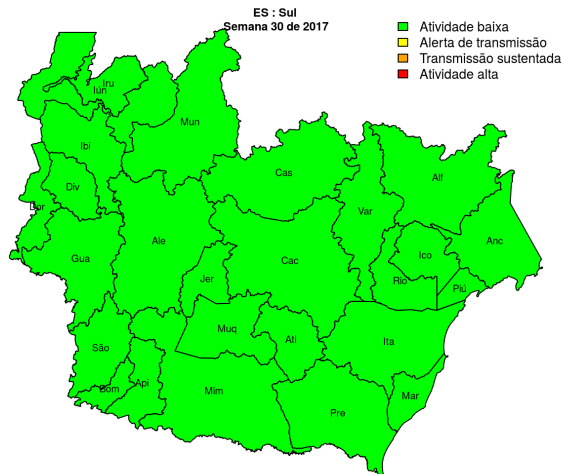 ES : Sul
Semana 30 de 2017
Atividade baixa
Alerta de transmissão
Transmissão sustentada
Atividade alta
Iru
Iún
Mun
Ibi
Cas
Alf
Div
Dor
Var
Ale
Anc
Gua
Cac
Ico
Jer
Rio
Piú
Muq
Ati
Ita
São
Bom
Api
Mim
Mar
Pre